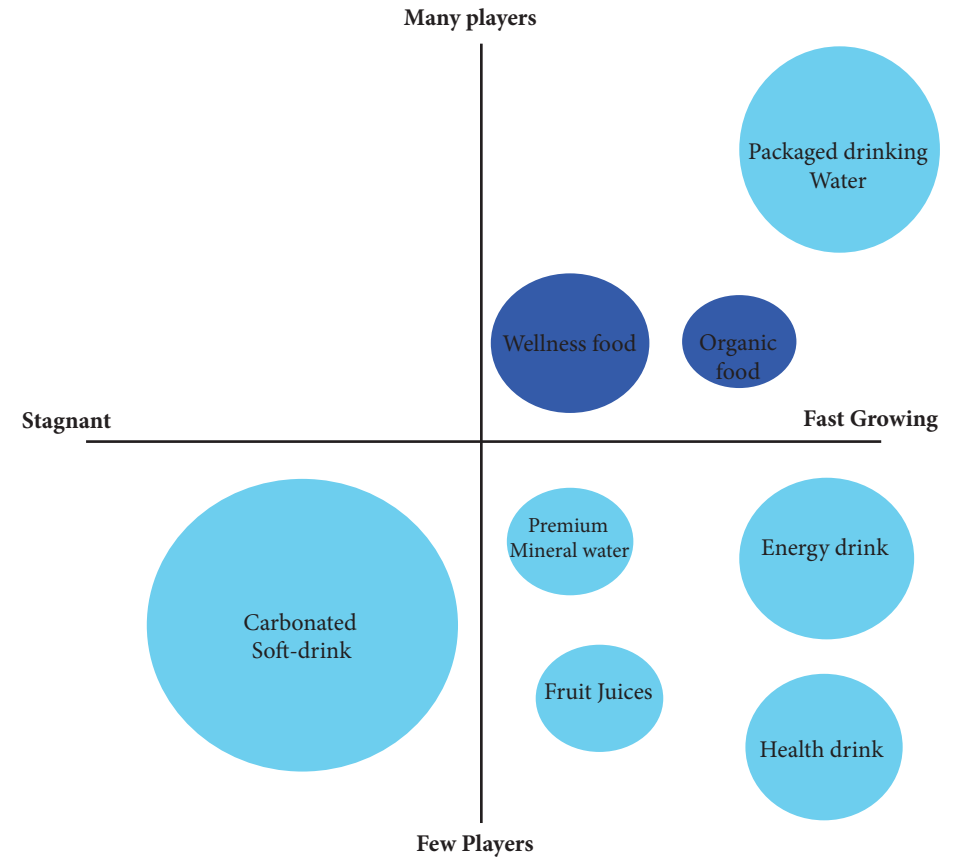 Many players
Packaged drinking
Water
Wellness food
Organic
food
Stagnant
Fast Growing
Premium
Mineral water
Energy drink
Carbonated
Soft-drink
Fruit Juices
Health drink
Few Players